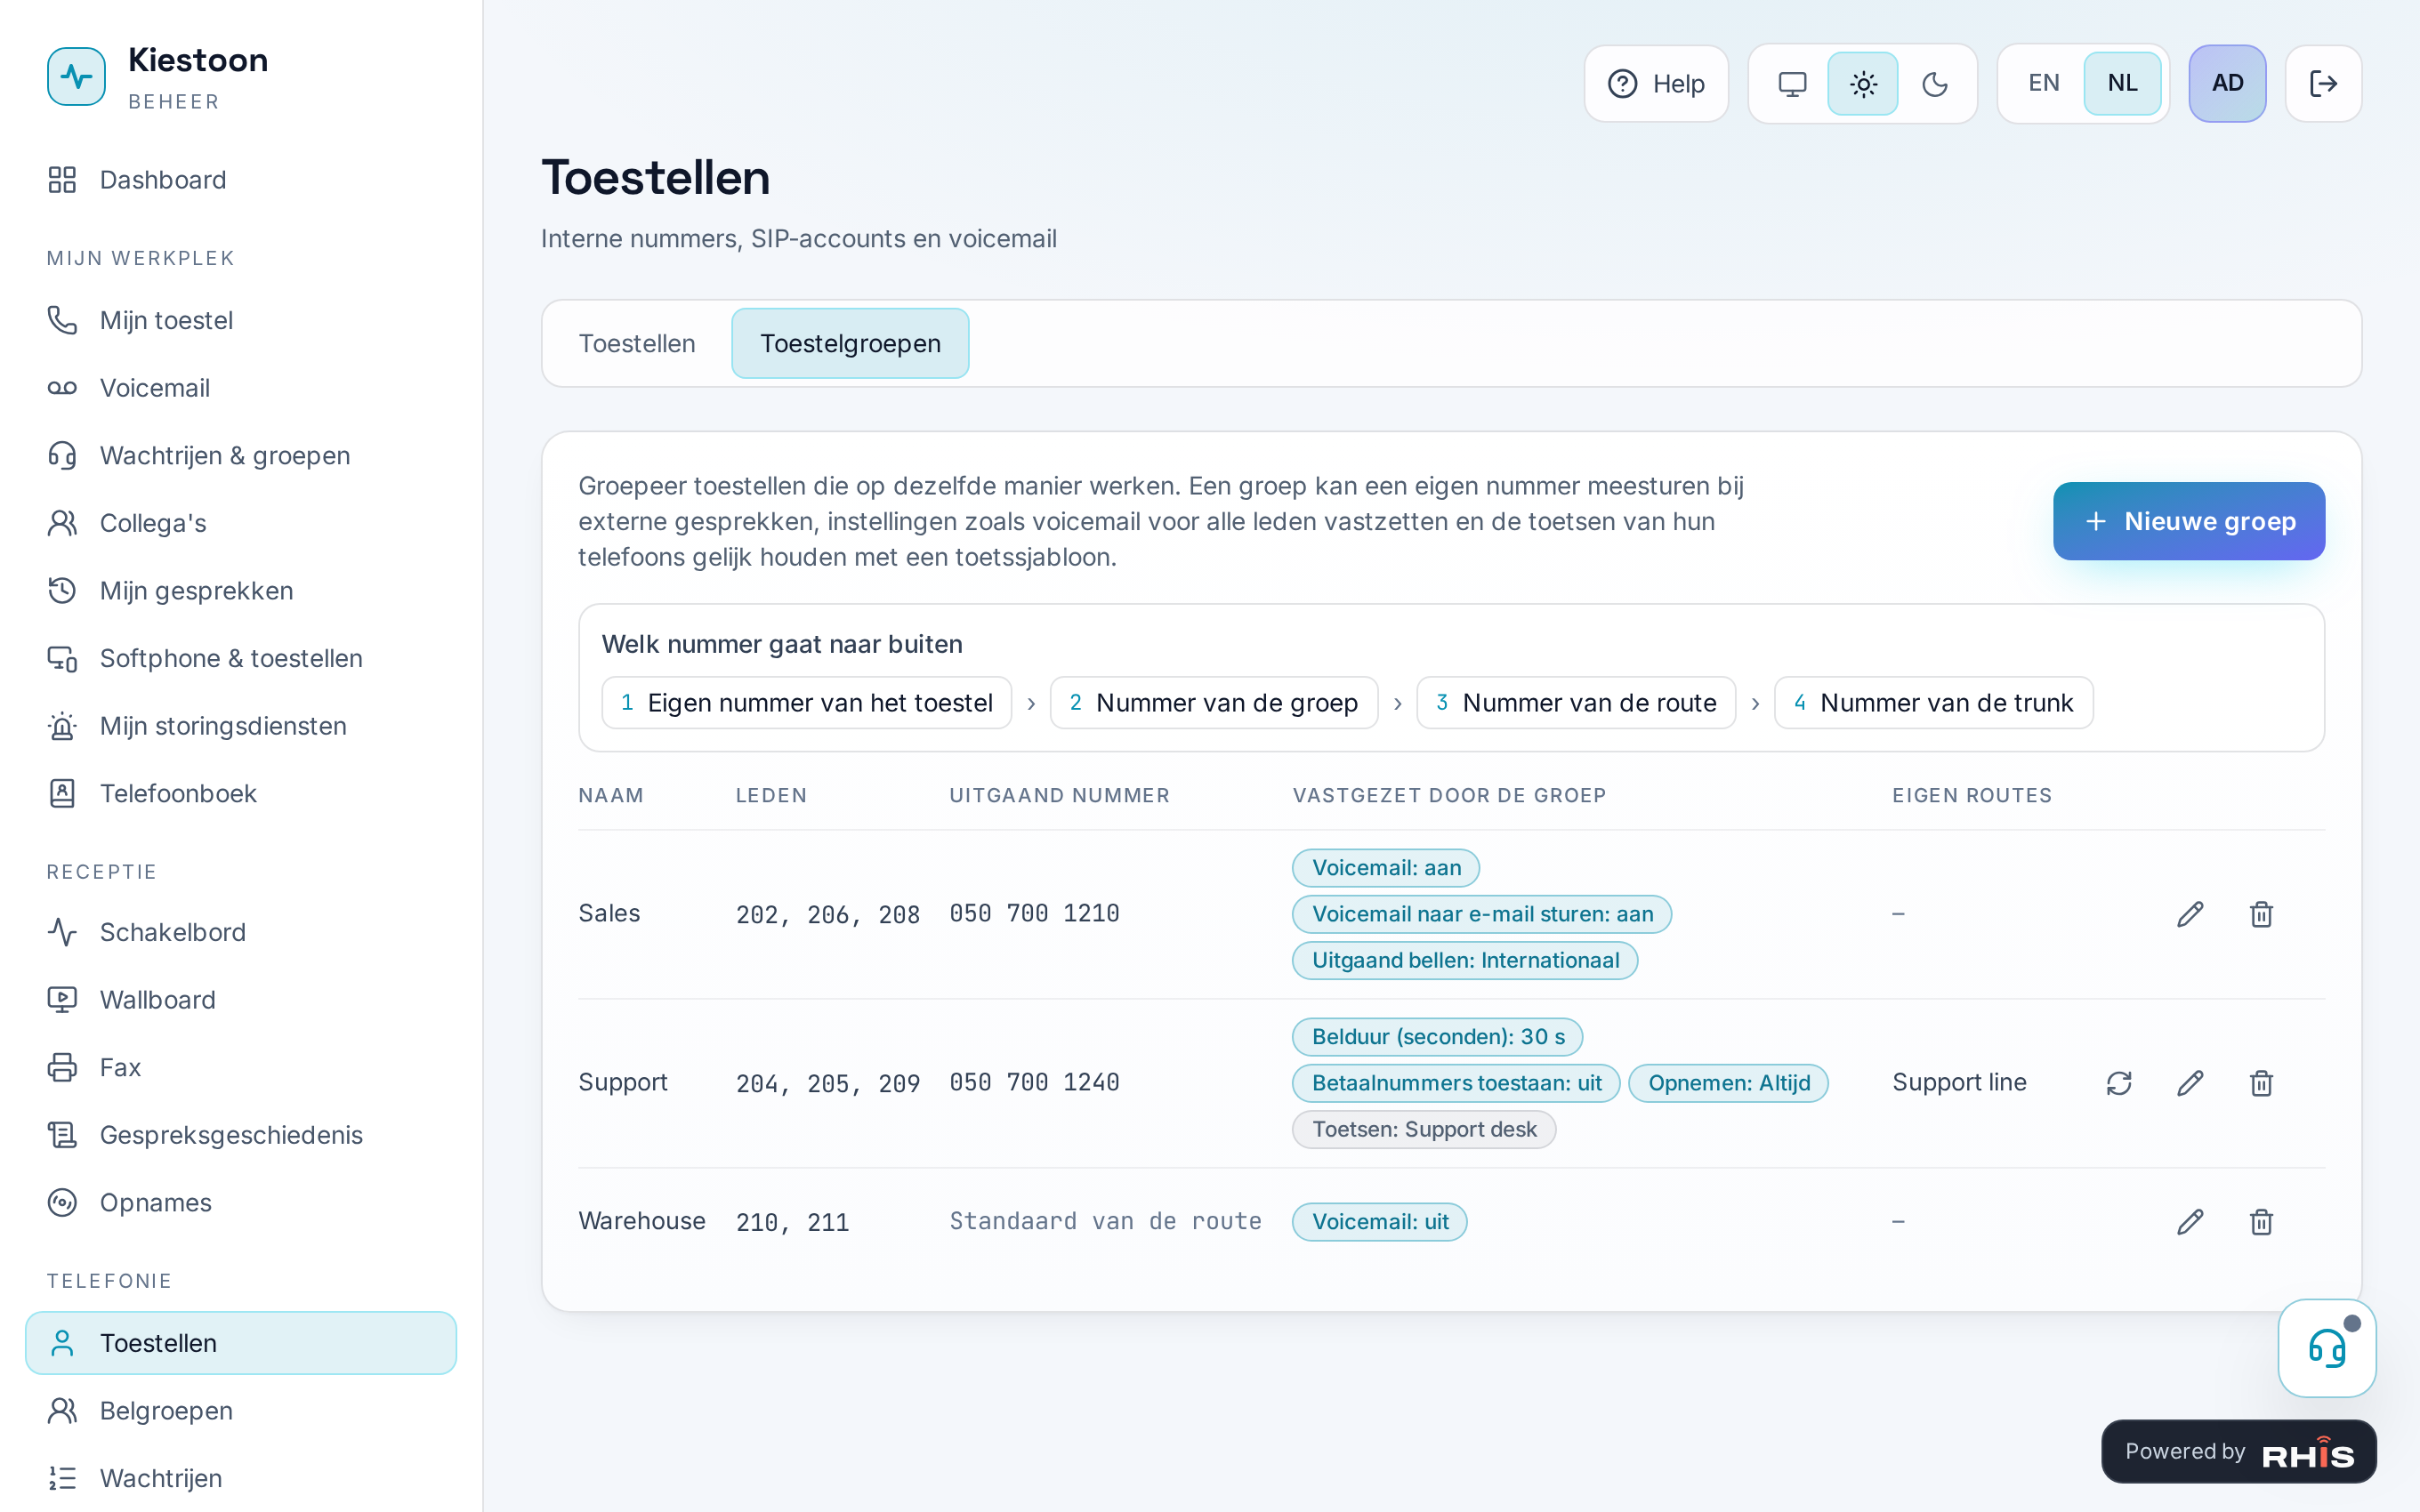 Kiestoon
BEHEER
Dashboard
MIJN WERKPLEK
Mijn toestel
Voicemail
Wachtrijen & groepen
Collega's
Mijn gesprekken
Softphone & toestellen
Mijn storingsdiensten
Telefoonboek
RECEPTIE
Schakelbord
Wallboard
Fax
Gespreksgeschiedenis
Opnames
TELEFONIE
Toestellen
Belgroepen
Wachtrijen
Help
EN NL
AD
Toestellen
Interne nummers, SIP-accounts en voicemail
Toestellen Toestelgroepen
Groepeer toestellen die op dezelfde manier werken. Een groep kan een eigen nummer meesturen bij
externe gesprekken, instellingen zoals voicemail voor alle leden vastzetten en de toetsen van hun
telefoons gelijk houden met een toetssjabloon.
+ Nieuwe groep
Welk nummer gaat naar buiten
1 Eigen nummer van het toestel › 2 Nummer van de groep › 3 Nummer van de route › 4 Nummer van de trunk
NAAM LEDEN UITGAAND NUMMER VASTGEZET DOOR DE GROEP EIGEN ROUTES
Sales 202, 206, 208 050 700 1210 Voicemail: aan
Voicemail naar e-mail sturen: aan
Uitgaand bellen: Internationaal
–
Support 204, 205, 209 050 700 1240 Belduur (seconden): 30 s
Betaalnummers toestaan: uit Opnemen: Altijd
Toetsen: Support desk
Support line
Warehouse 210, 211 Standaard van de route Voicemail: uit –
Powered by RHIS